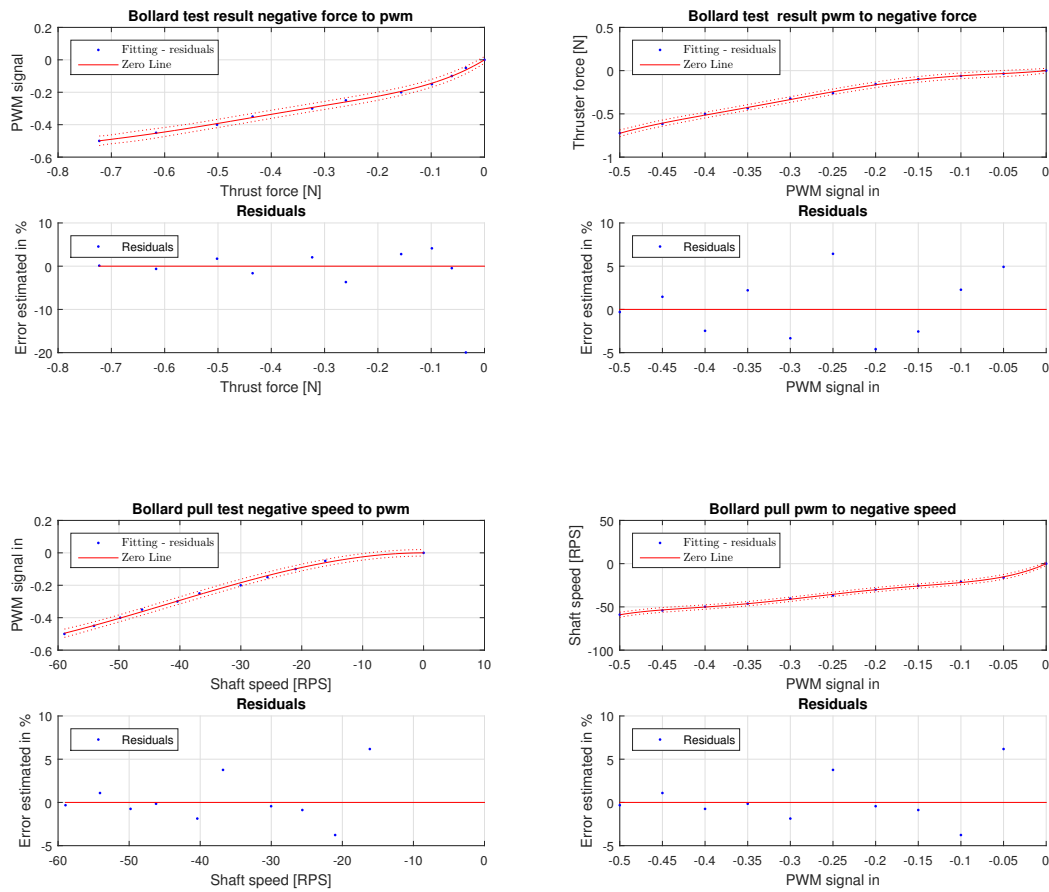 Bollard test result negative force to pwm
0.2
0
-0.2
-0.4
-0.6
PWM signal
Fitting - residuals
Zero Line
-0.8 -0.7 -0.6 -0.5 -0.4 -0.3 -0.2 -0.1 0
Thrust force [N]
Residuals
10
0
-10
-20
Error estimated in %
Residuals
-0.8 -0.7 -0.6 -0.5 -0.4 -0.3 -0.2 -0.1 0
Thrust force [N]
Bollard test result pwm to negative force
0.5
0
-0.5
-1
Thruster force [N]
Fitting - residuals
Zero Line
-0.5 -0.45 -0.4 -0.35 -0.3 -0.25 -0.2 -0.15 -0.1 -0.05 0
PWM signal in
Residuals
10
5
0
-5
Error estimated in %
Residuals
-0.5 -0.45 -0.4 -0.35 -0.3 -0.25 -0.2 -0.15 -0.1 -0.05 0
PWM signal in
Bollard pull test negative speed to pwm
0.2
0
-0.2
-0.4
-0.6
PWM signal in
Fitting - residuals
Zero Line
-60 -50 -40 -30 -20 -10 0 10
Shaft speed [RPS]
Residuals
10
5
0
-5
Error estimated in %
Residuals
-60 -50 -40 -30 -20 -10 0
Shaft speed [RPS]
Bollard pull pwm to negative speed
50
0
-50
-100
Shaft speed [RPS]
Fitting - residuals
Zero Line
-0.5 -0.45 -0.4 -0.35 -0.3 -0.25 -0.2 -0.15 -0.1 -0.05 0
PWM signal in
Residuals
10
5
0
-5
Error estimated in %
Residuals
-0.5 -0.45 -0.4 -0.35 -0.3 -0.25 -0.2 -0.15 -0.1 -0.05 0
PWM signal in